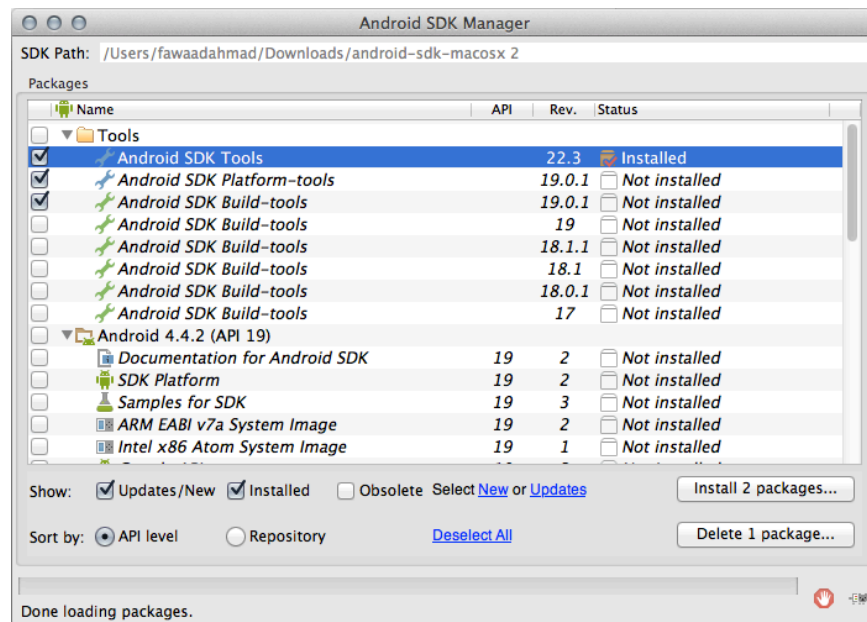 Android SDK Manager
SDK Path: /Users/fawaadahmad/Downloads/android-sdk-macosx 2
Packages
Name API Rev. Status
Tools
Android SDK Tools 22.3 Installed
Android SDK Platform-tools 19.0.1 Not installed
Android SDK Build-tools 19.0.1 Not installed
Android SDK Build-tools 19 Not installed
Android SDK Build-tools 18.1.1 Not installed
Android SDK Build-tools 18.1 Not installed
Android SDK Build-tools 18.0.1 Not installed
Android SDK Build-tools 17 Not installed
Android 4.4.2 (API 19)
Documentation for Android SDK 19 2 Not installed
SDK Platform 19 2 Not installed
Samples for SDK 19 3 Not installed
ARM EABI v7a System Image 19 2 Not installed
Intel x86 Atom System Image 19 1 Not installed
Show: Updates/New Installed Obsolete Select New or Updates Install 2 packages...
Sort by: API level Repository Deselect All Delete 1 package...
Done loading packages.